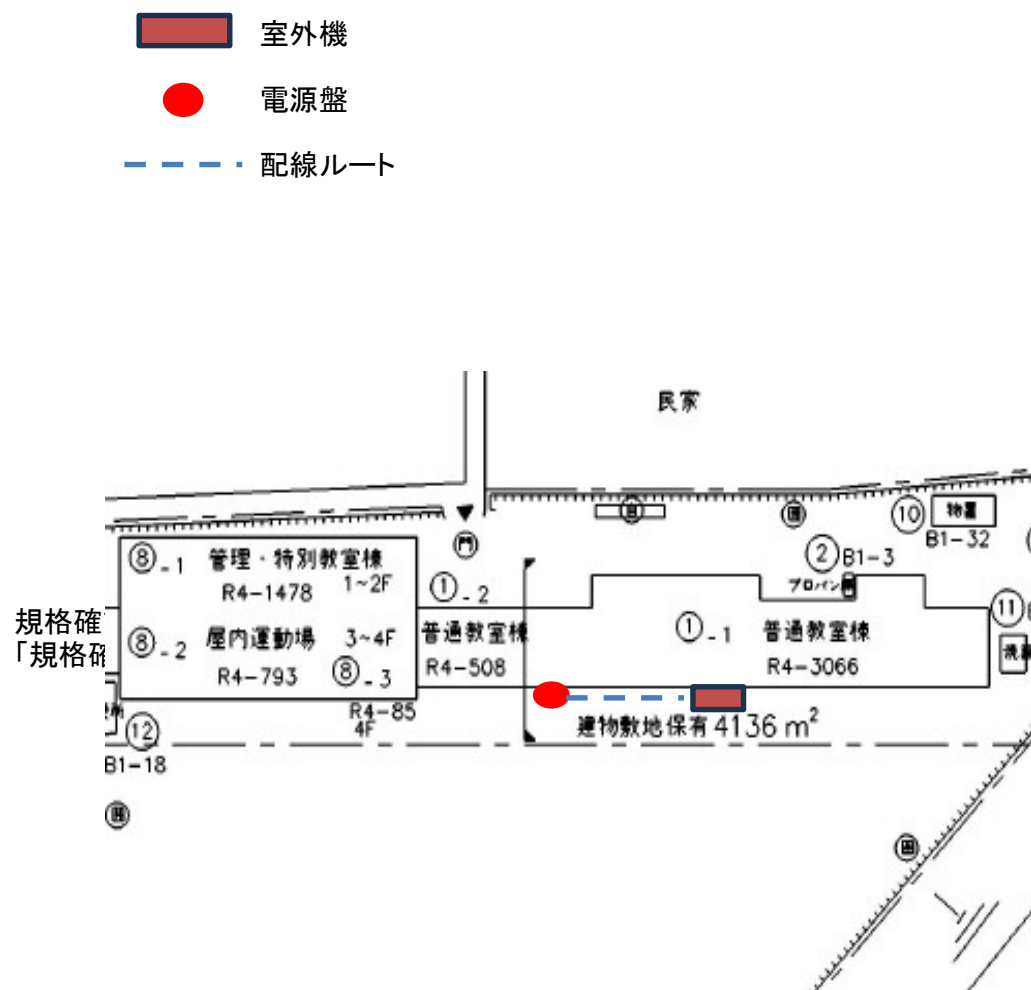 室外機
電源盤
配線ルート
民家
⑩
物置
B1-32
門
②B1-3
プロパン
⑧-1
管理・特別教室棟
R4-1478
1~2F
①-2
⑧-2
屋内運動場
3~4F
R4-793
⑧-3
普通教室棟
R4-508
①-1
普通教室棟
R4-3066
⑪
規格確
「規格確
R4-85
4F
建物敷地保有 4136 m²
⑫
B1-18